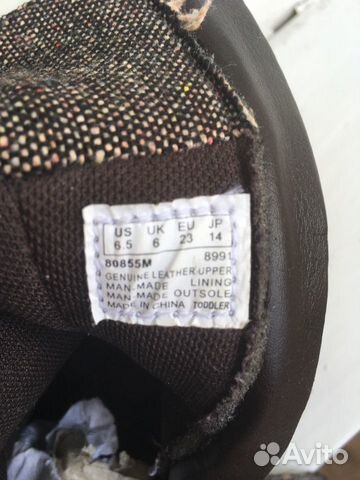 US UK EU JP
6.5 6 23 14
80855M 8991
GENUINE LEATHER UPPER
MAN.MADE LINING
MAN.MADE OUTSOLE
MADE IN CHINA TODDLER
Avito